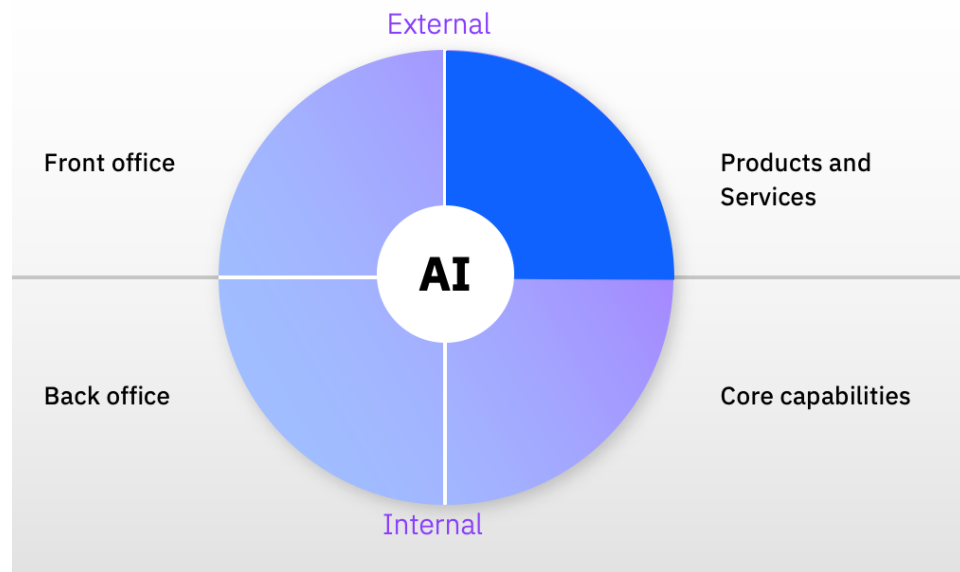 External
Front office
Products and
Services
AI
Back office
Core capabilities
Internal